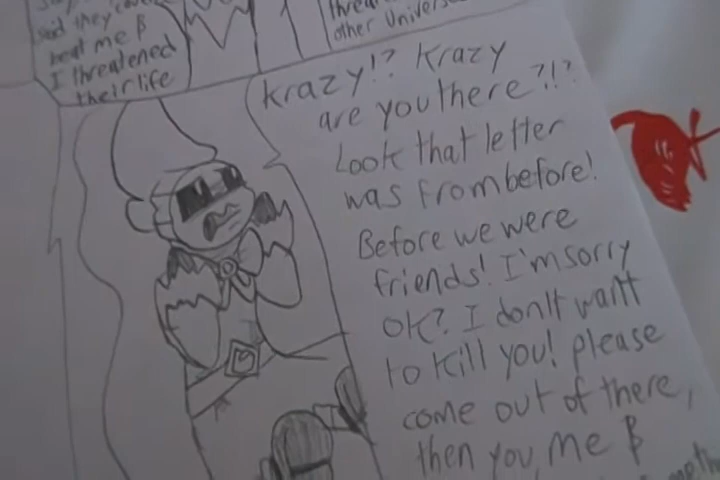 said they
beat me &
I threatened
their life
other Univers
Krazy!? Krazy
are you there?!?
Look that letter
was from before!
Before we were
friends! I'm sorry
OK? I don't want
to kill you! please
come out of there,
then you, me &